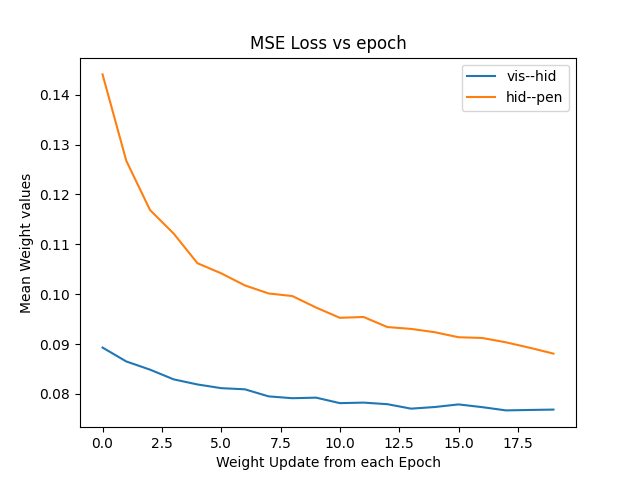 MSE Loss vs epoch
vis--hid
hid--pen
0.14
0.13
0.12
0.11
0.10
0.09
0.08
Mean Weight values
0.0 2.5 5.0 7.5 10.0 12.5 15.0 17.5
Weight Update from each Epoch